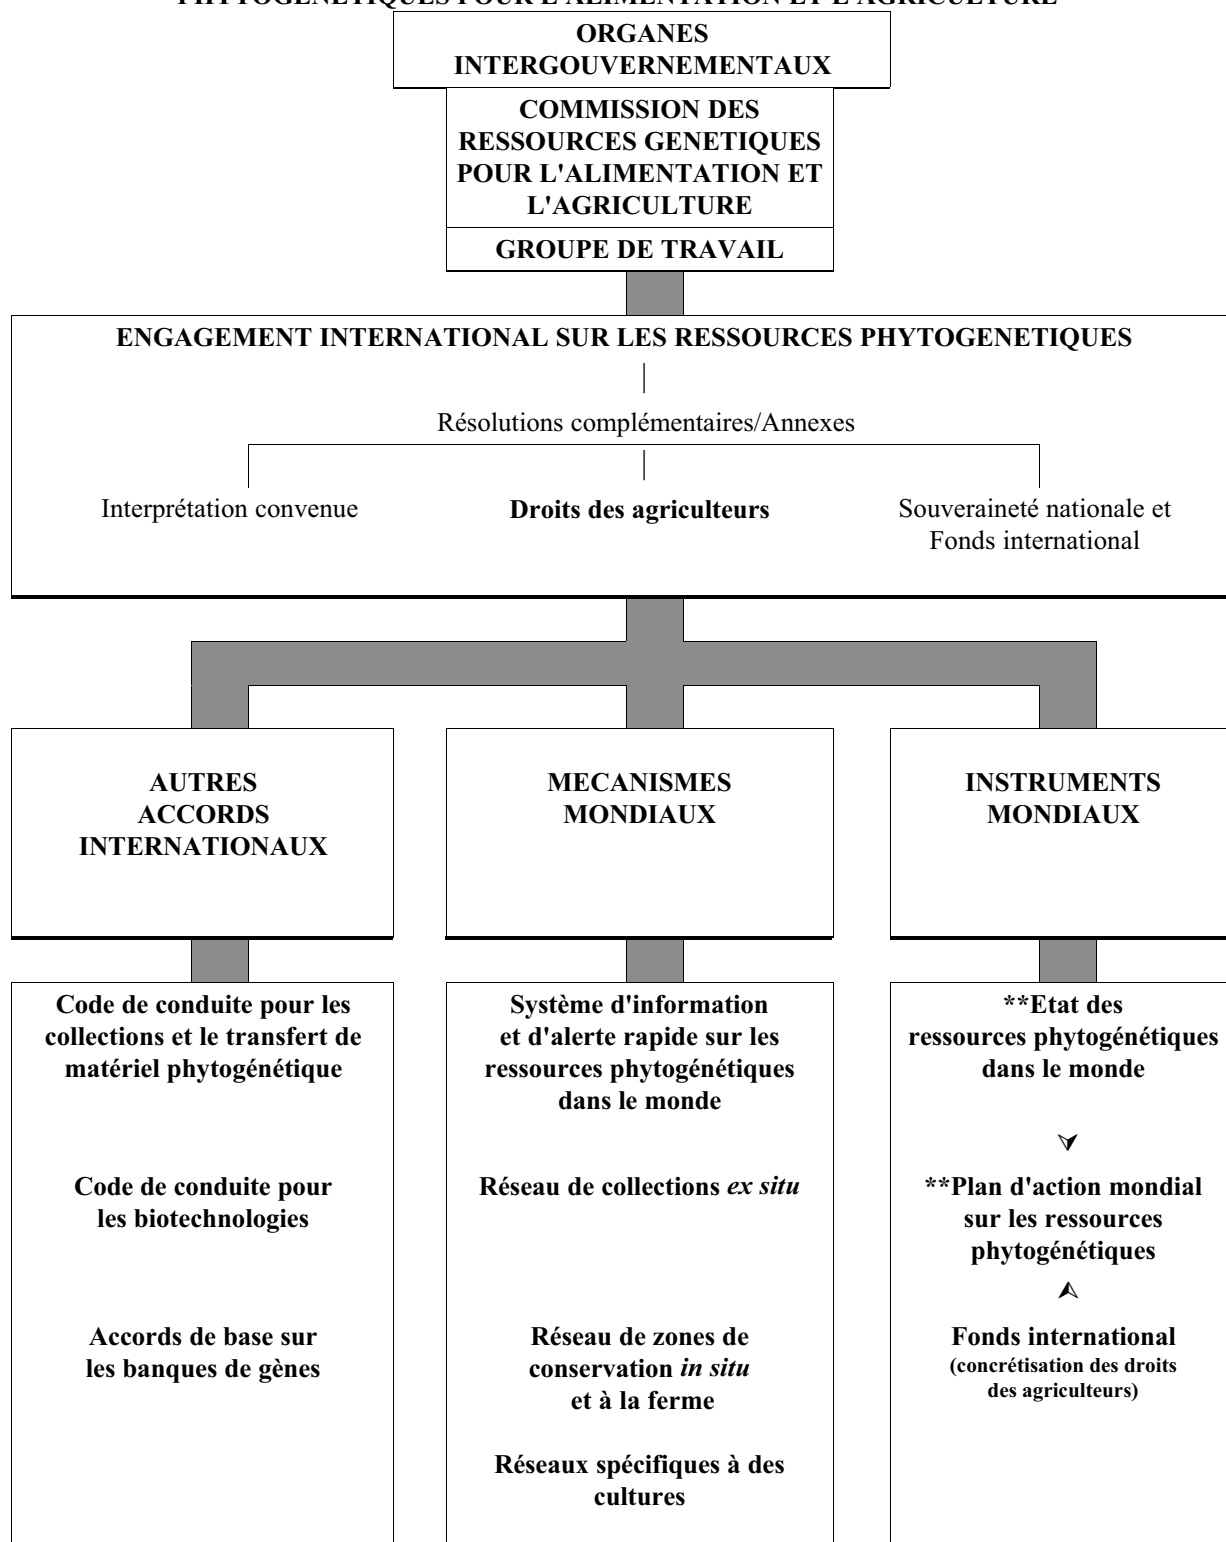 PHYTOGENETIQUES POUR L'ALIMENTATION ET L'AGRICULTURE
ORGANES
INTERGOUVERNEMENTAUX
COMMISSION DES
RESSOURCES GENETIQUES
POUR L'ALIMENTATION ET
L'AGRICULTURE
GROUPE DE TRAVAIL
ENGAGEMENT INTERNATIONAL SUR LES RESSOURCES PHYTOGENETIQUES
Résolutions complémentaires/Annexes
Interprétation convenue
Droits des agriculteurs
Souveraineté nationale et
Fonds international
AUTRES
ACCORDS
INTERNATIONAUX
MECANISMES
MONDIAUX
INSTRUMENTS
MONDIAUX
Code de conduite pour les
collections et le transfert de
matériel phytogénétique
Code de conduite pour
les biotechnologies
Accords de base sur
les banques de gènes
Système d'information
et d'alerte rapide sur les
ressources phytogénétiques
dans le monde
Réseau de collections ex situ
Réseau de zones de
conservation in situ
et à la ferme
Réseaux spécifiques à des
cultures
**Etat des
ressources phytogénétiques
dans le monde
**Plan d'action mondial
sur les ressources
phytogénétiques
Fonds international
(concrétisation des droits
des agriculteurs)